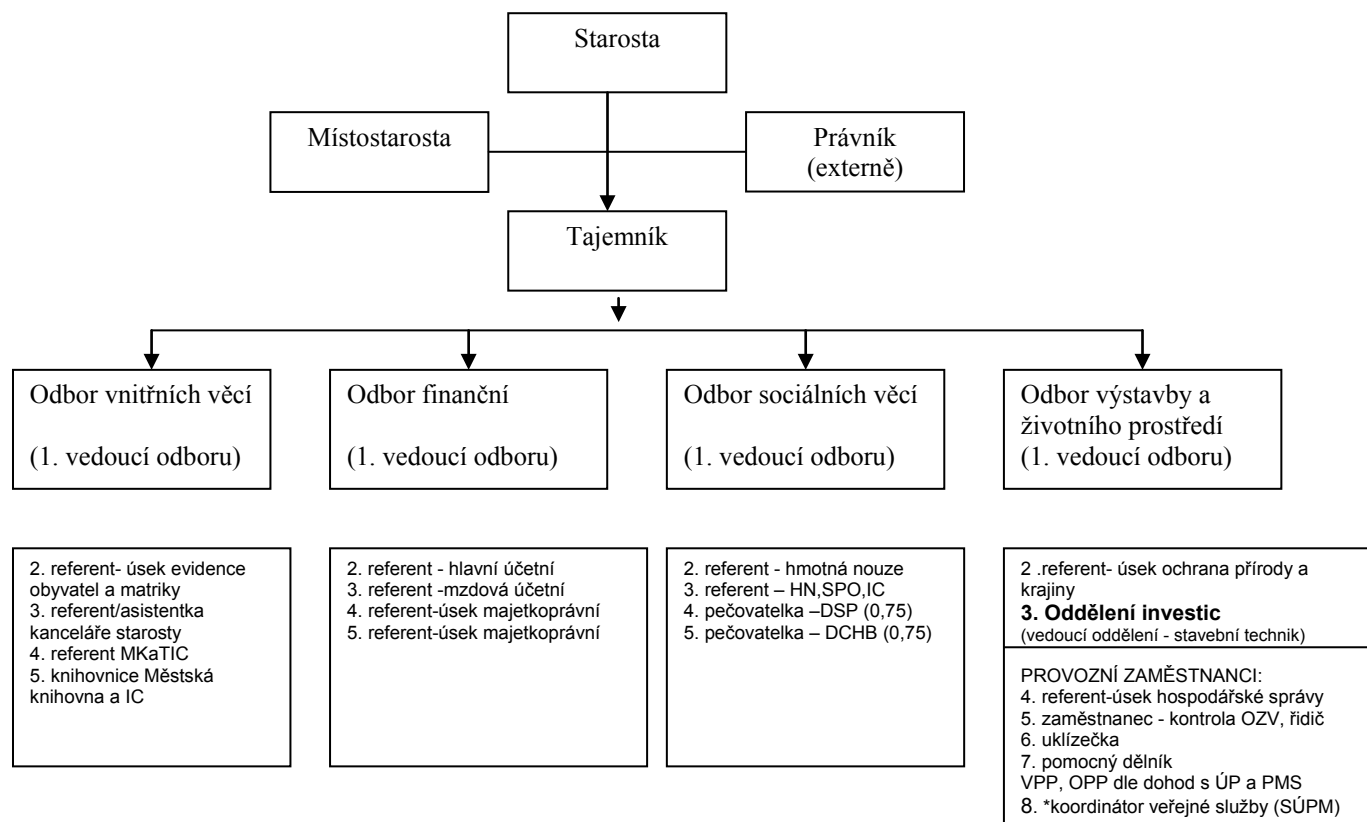 Starosta
Místostarosta
Právník
(externě)
Tajemník
Odbor vnitřních věcí
(1. vedoucí odboru)
Odbor finanční
(1. vedoucí odboru)
Odbor sociálních věcí
(1. vedoucí odboru)
Odbor výstavby a
životního prostředí
(1. vedoucí odboru)
2. referent- úsek evidence
obyvatel a matriky
3. referent/asistentka
kanceláře starosty
4. referent MKaTIC
5. knihovnice Městská
knihovna a IC
2. referent - hlavní účetní
3. referent -mzdová účetní
4. referent-úsek majetkoprávní
5. referent-úsek majetkoprávní
2. referent - hmotná nouze
3. referent – HN,SPO,IC
4. pečovatelka –DSP (0,75)
5. pečovatelka – DCHB (0,75)
2 .referent- úsek ochrana přírody a
krajiny
3. Oddělení investic
(vedoucí oddělení - stavební technik)
PROVOZNÍ ZAMĚSTNANCI:
4. referent-úsek hospodářské správy
5. zaměstnanec - kontrola OZV, řidič
6. uklízečka
7. pomocný dělník
VPP, OPP dle dohod s ÚP a PMS
8. *koordinátor veřejné služby (SÚPM)